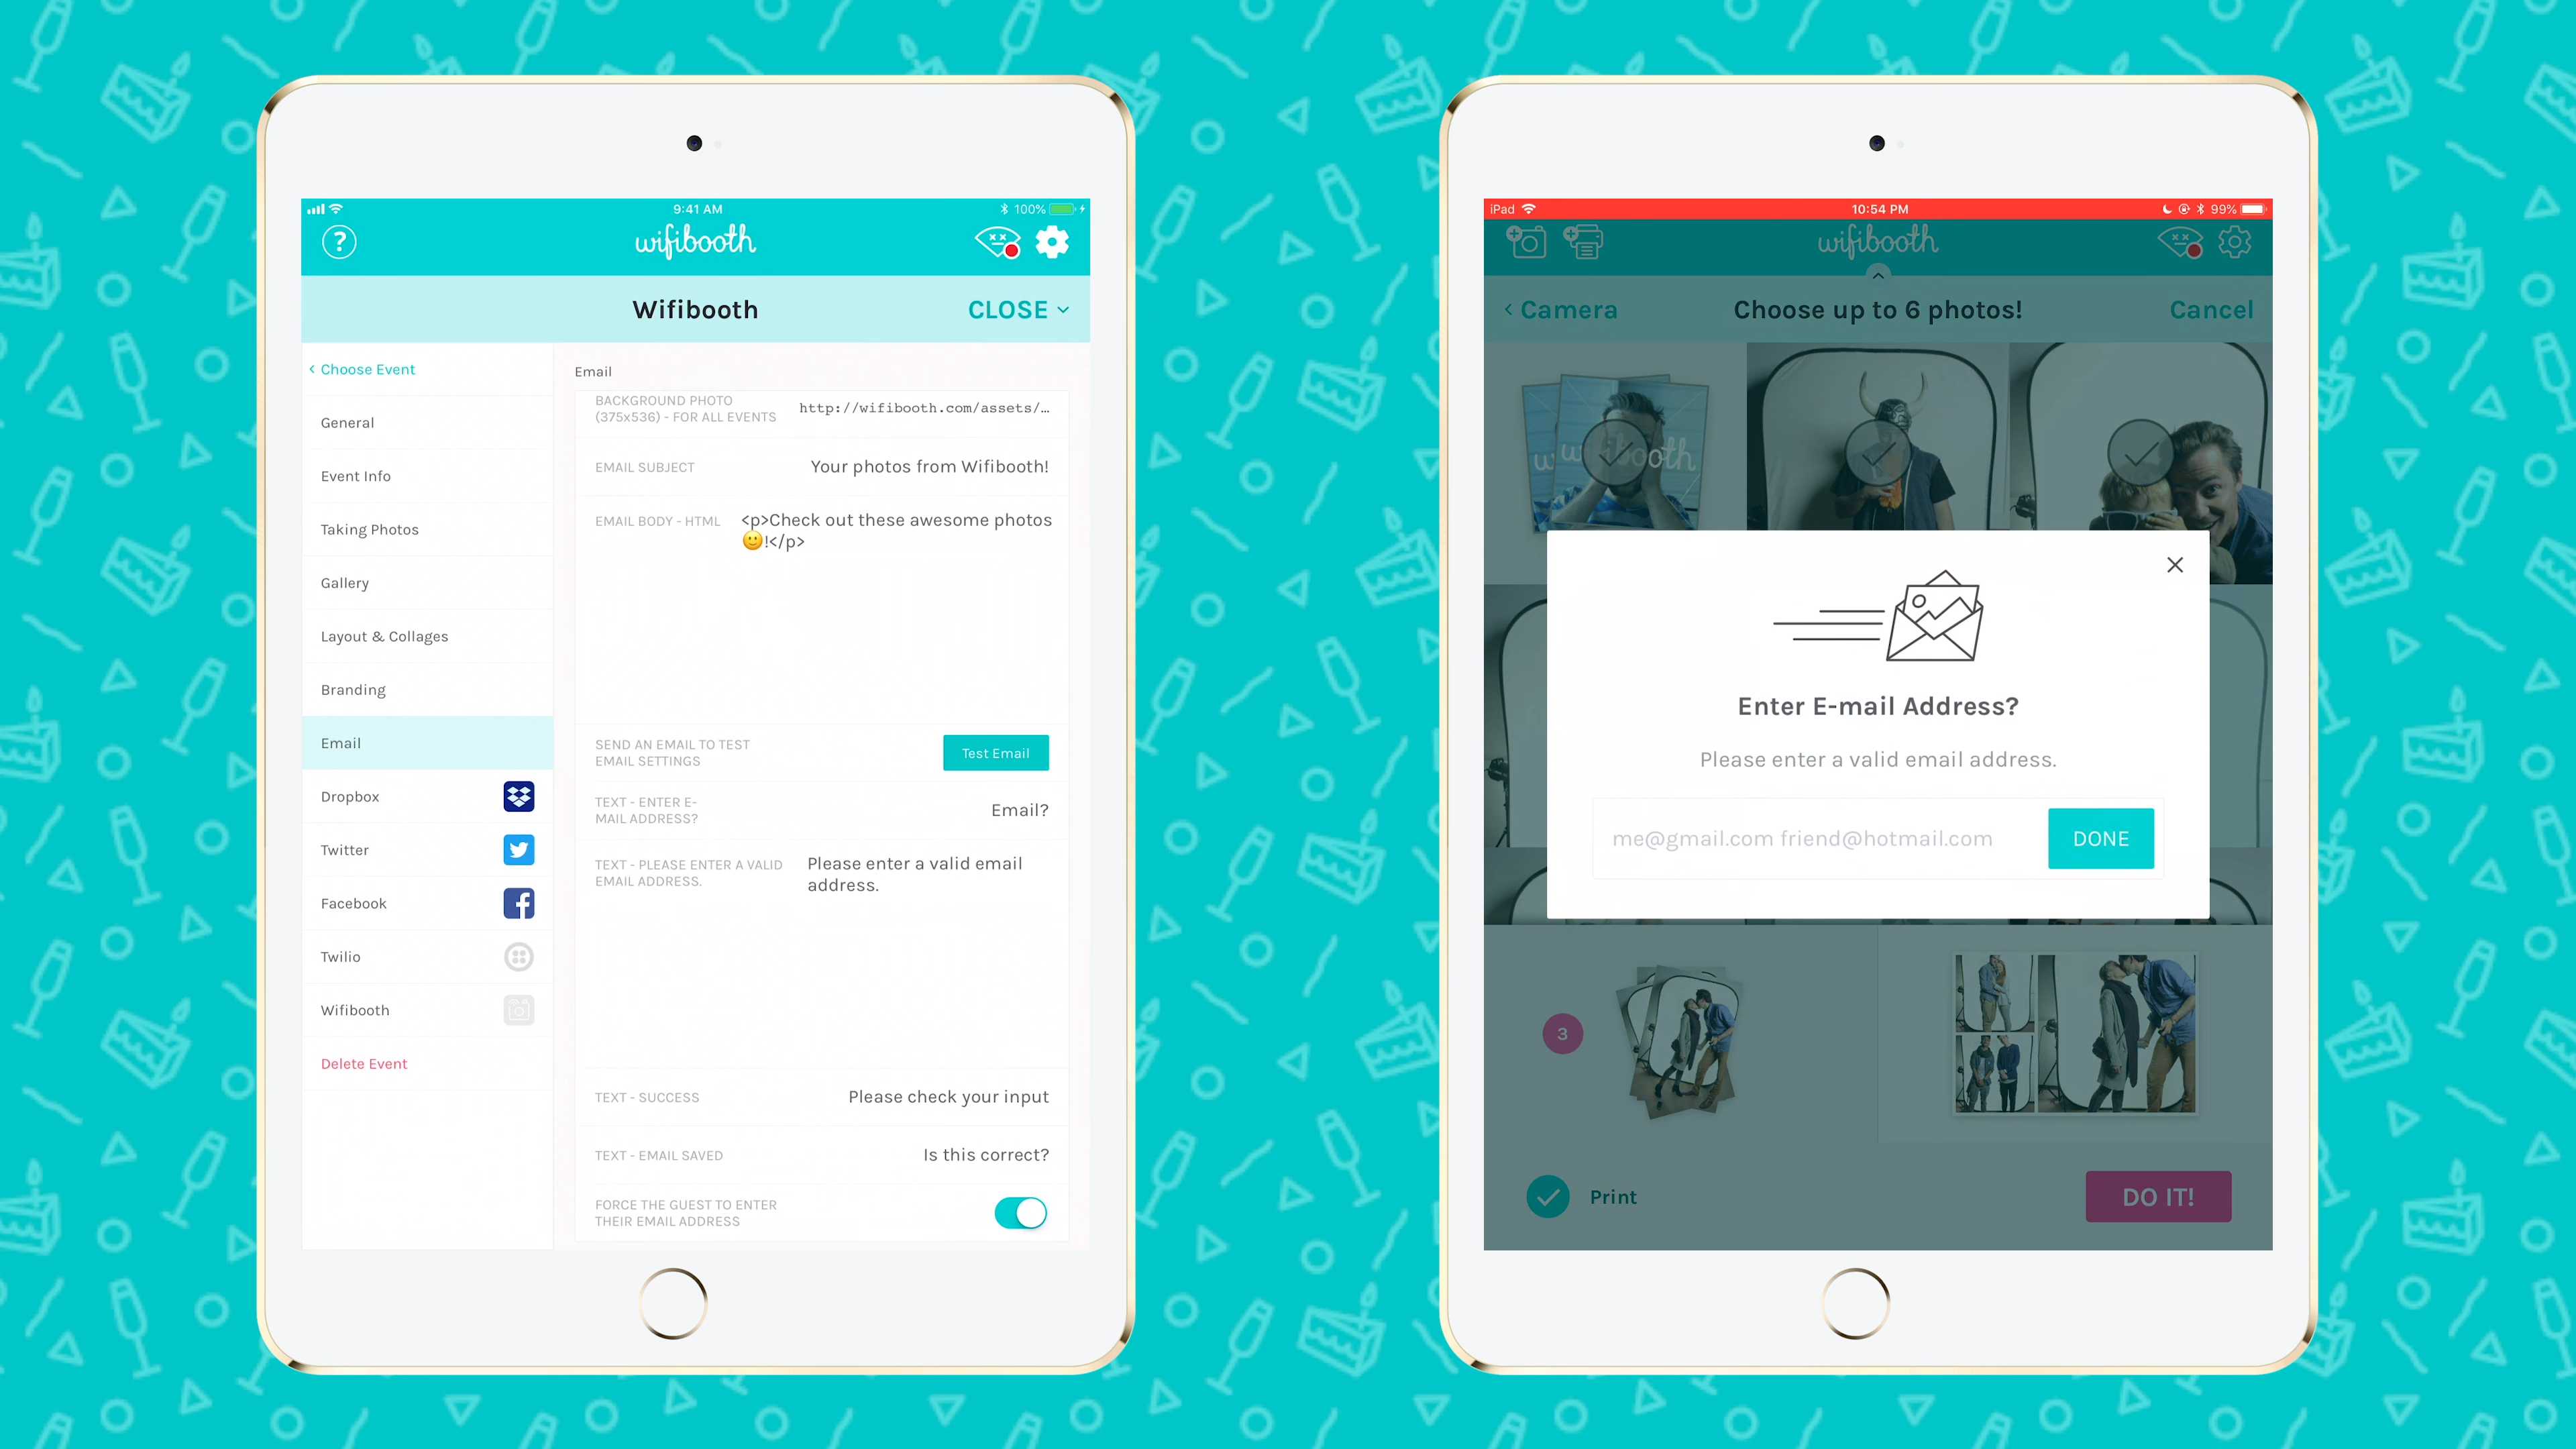 9:41 AM
100%
?
wifibooth
Wifibooth
CLOSE
Choose Event
General
Event Info
Taking Photos
Gallery
Layout & Collages
Branding
Email
Dropbox
Twitter
Facebook
Twilio
Wifibooth
Delete Event
Email
BACKGROUND PHOTO
(375x536) - FOR ALL EVENTS
http://wifibooth.com/assets/…
EMAIL SUBJECT
Your photos from Wifibooth!
EMAIL BODY - HTML
<p>Check out these awesome photos
🙂!</p>
SEND AN EMAIL TO TEST
EMAIL SETTINGS
Test Email
TEXT - ENTER E-
MAIL ADDRESS?
Email?
TEXT - PLEASE ENTER A VALID
EMAIL ADDRESS.
Please enter a valid email
address.
TEXT - SUCCESS
Please check your input
TEXT - EMAIL SAVED
Is this correct?
FORCE THE GUEST TO ENTER
THEIR EMAIL ADDRESS
iPad
10:54 PM
99%
wifibooth
Camera
Choose up to 6 photos!
Cancel
Enter E-mail Address?
Please enter a valid email address.
me@gmail.com friend@hotmail.com
DONE
3
Print
DO IT!